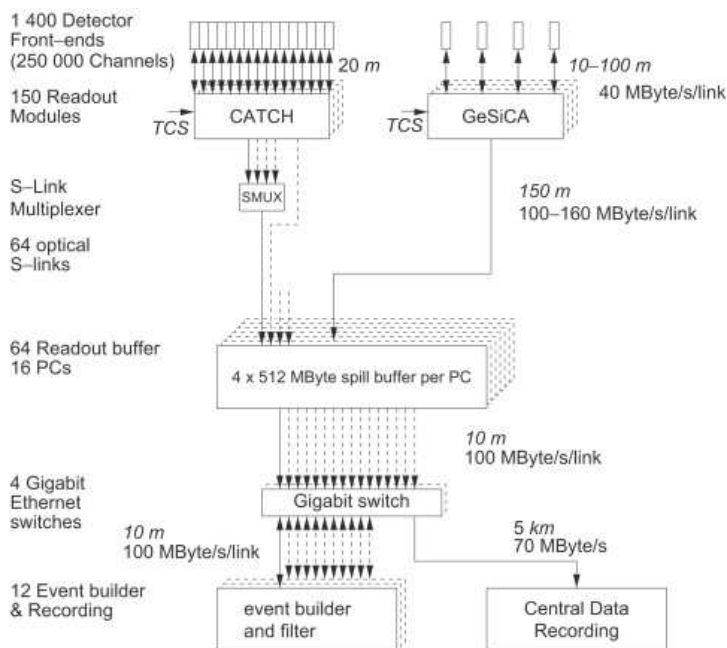 1 400 Detector
Front–ends
(250 000 Channels)
20 m
10–100 m
40 MByte/s/link
150 Readout
Modules
TCS
CATCH
TCS
GeSiCA
S–Link
Multiplexer
SMUX
150 m
100–160 MByte/s/link
64 optical
S–links
64 Readout buffer
16 PCs
4 x 512 MByte spill buffer per PC
10 m
100 MByte/s/link
4 Gigabit
Ethernet
switches
Gigabit switch
10 m
100 MByte/s/link
5 km
70 MByte/s
12 Event builder
& Recording
event builder
and filter
Central Data
Recording